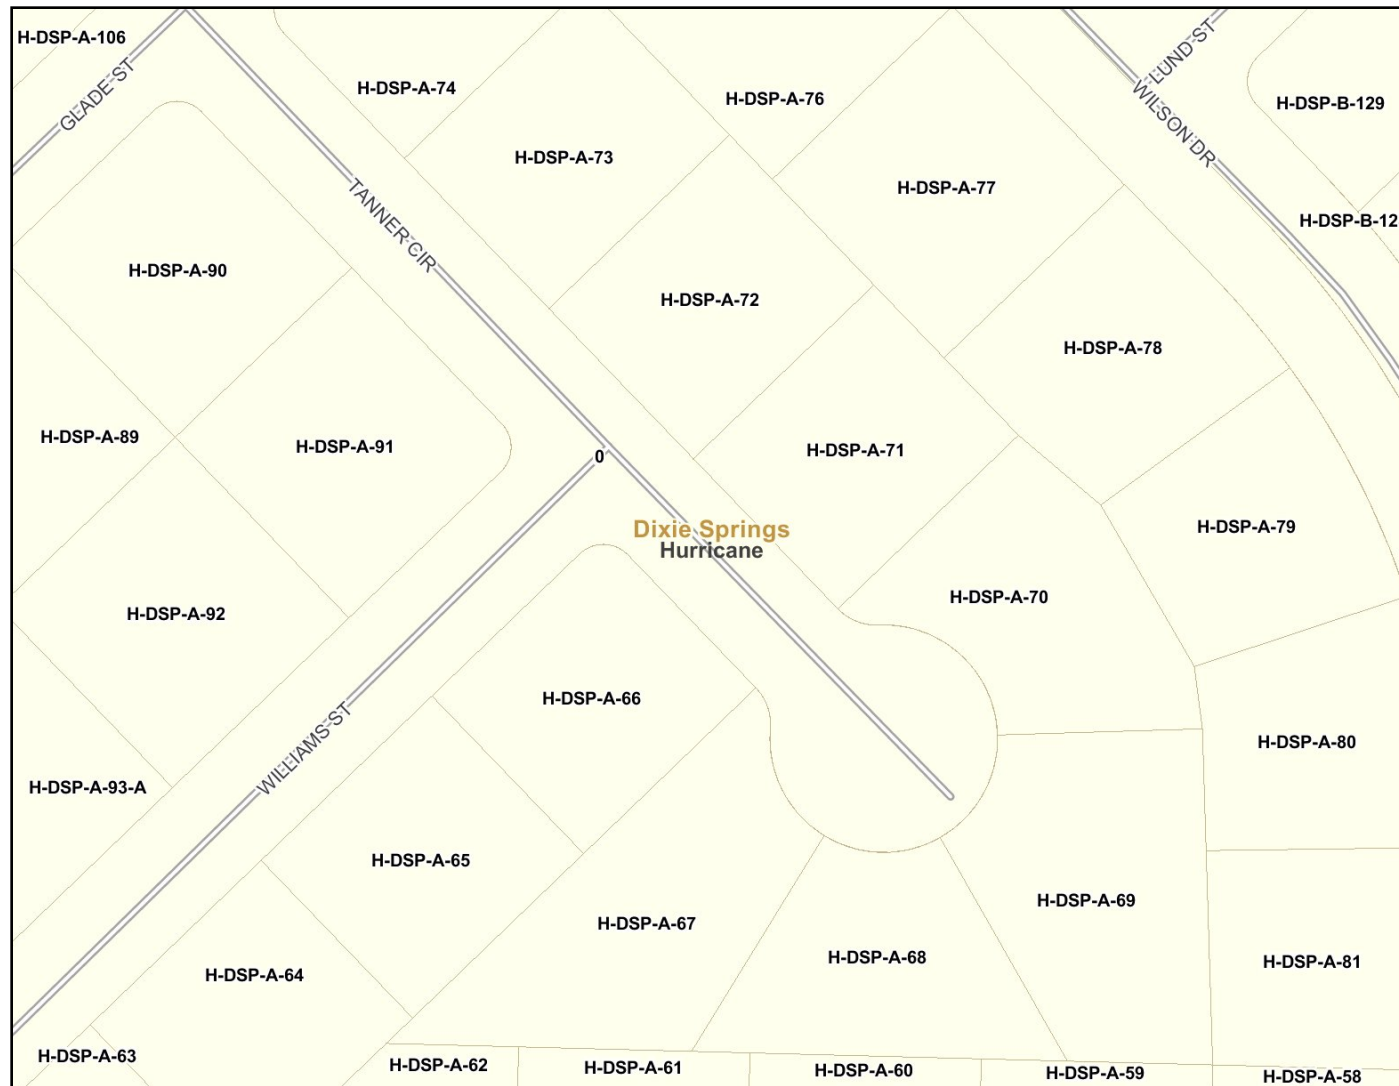 H-DSP-A-106
GLADE ST
H-DSP-A-74
H-DSP-A-76
W LUND ST
H-DSP-B-129
WILSON DR
H-DSP-A-73
H-DSP-A-77
H-DSP-B-12
TANNER CIR
H-DSP-A-90
H-DSP-A-72
H-DSP-A-78
H-DSP-A-89
H-DSP-A-91
0
H-DSP-A-71
Dixie Springs
Hurricane
H-DSP-A-79
H-DSP-A-92
H-DSP-A-70
H-DSP-A-66
WILLIAMS ST
H-DSP-A-80
H-DSP-A-93-A
H-DSP-A-65
H-DSP-A-69
H-DSP-A-67
H-DSP-A-68
H-DSP-A-81
H-DSP-A-64
H-DSP-A-63
H-DSP-A-62
H-DSP-A-61
H-DSP-A-60
H-DSP-A-59
H-DSP-A-58